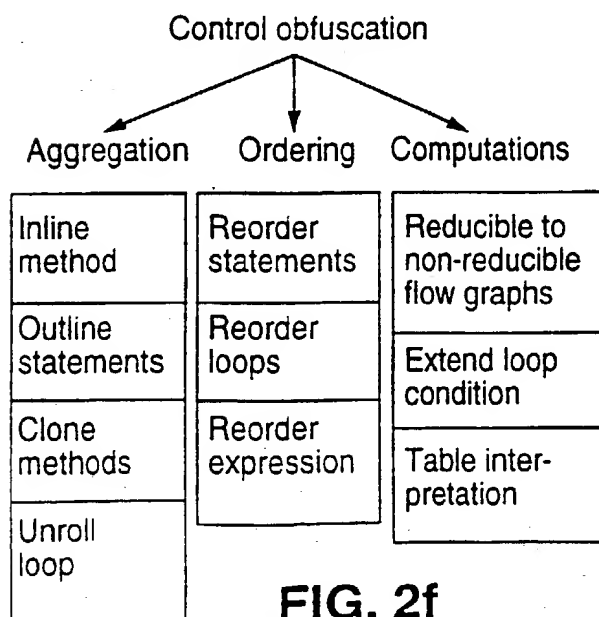 Control obfuscation
Aggregation
Ordering
Computations
Inline
method
Outline
statements
Clone
methods
Unroll
loop
Reorder
statements
Reorder
loops
Reorder
expression
Reducible to
non-reducible
flow graphs
Extend loop
condition
Table inter-
pretation
FIG. 2f